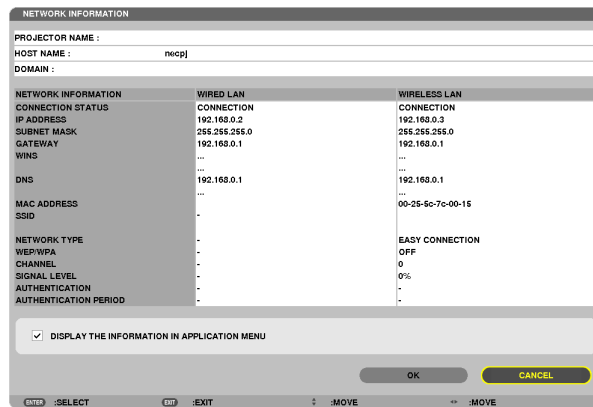 NETWORK INFORMATION
PROJECTOR NAME :
HOST NAME : necpj
DOMAIN :
NETWORK INFORMATION WIRED LAN WIRELESS LAN
CONNECTION STATUS CONNECTION CONNECTION
IP ADDRESS 192.168.0.2 192.168.0.3
SUBNET MASK 255.255.255.0 255.255.255.0
GATEWAY 192.168.0.1 192.168.0.1
WINS ... ...
... ...
DNS 192.168.0.1 192.168.0.1
... ...
MAC ADDRESS 00-25-5c-7c-00-15
SSID -
NETWORK TYPE - EASY CONNECTION
WEP/WPA - OFF
CHANNEL - 0
SIGNAL LEVEL - 0%
AUTHENTICATION - -
AUTHENTICATION PERIOD - -
DISPLAY THE INFORMATION IN APPLICATION MENU
OK CANCEL
ENTER :SELECT EXIT :EXIT :MOVE :MOVE